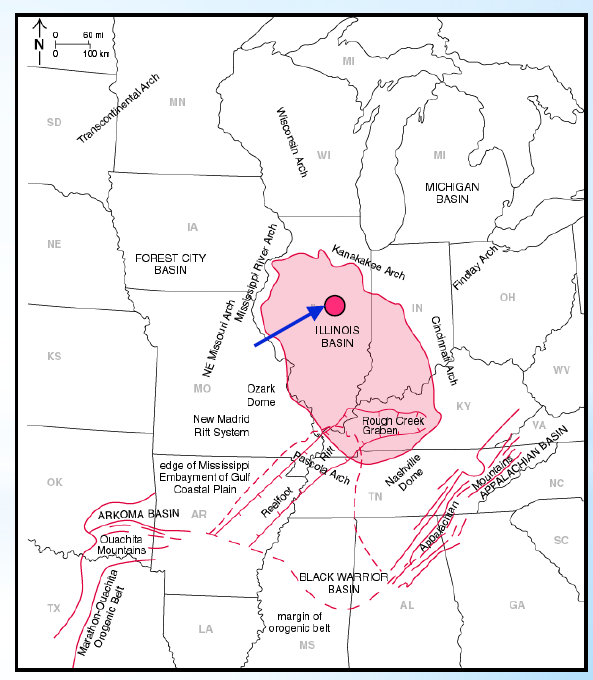 N
0 60 mi
0 100 km
MI
SD
Transcontinental Arch
MN
Wisconsin Arch
WI
MI
MICHIGAN
BASIN
NE
IA
FOREST CITY
BASIN
Mississippi River Arch
Kanakakee Arch
Findlay Arch
OH
NE Missouri Arch
ILLINOIS
BASIN
IN
Cincinnati Arch
KS
MO
Ozark
Dome
WV
KY
New Madrid
Rift System
Rough Creek
Graben
VA
edge of Mississippi
Embayment of Gulf
Coastal Plain
Pascola Arch
Reelfoot Rift
Nashville
Dome
TN
Appalachian Mountains
APPALACHIAN BASIN
NC
OK
ARKOMA BASIN
AR
Ouachita
Mountains
SC
BLACK WARRIOR
BASIN
TX
Marathon-Ouachita
Orogenic Belt
LA
margin of
orogenic belt
MS
AL
GA